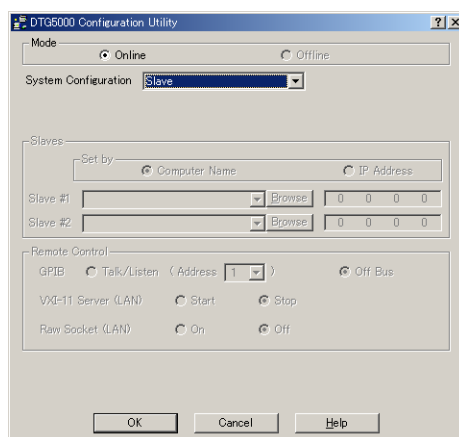 DTG5000 Configuration Utility
Mode
Online Offline
System Configuration Slave
Slaves
Set by
Computer Name IP Address
Slave #1 Browse 0 0 0 0
Slave #2 Browse 0 0 0 0
Remote Control
GPIB Talk/Listen ( Address 1 ) Off Bus
VXI-11 Server (LAN) Start Stop
Raw Socket (LAN) On Off
OK Cancel Help